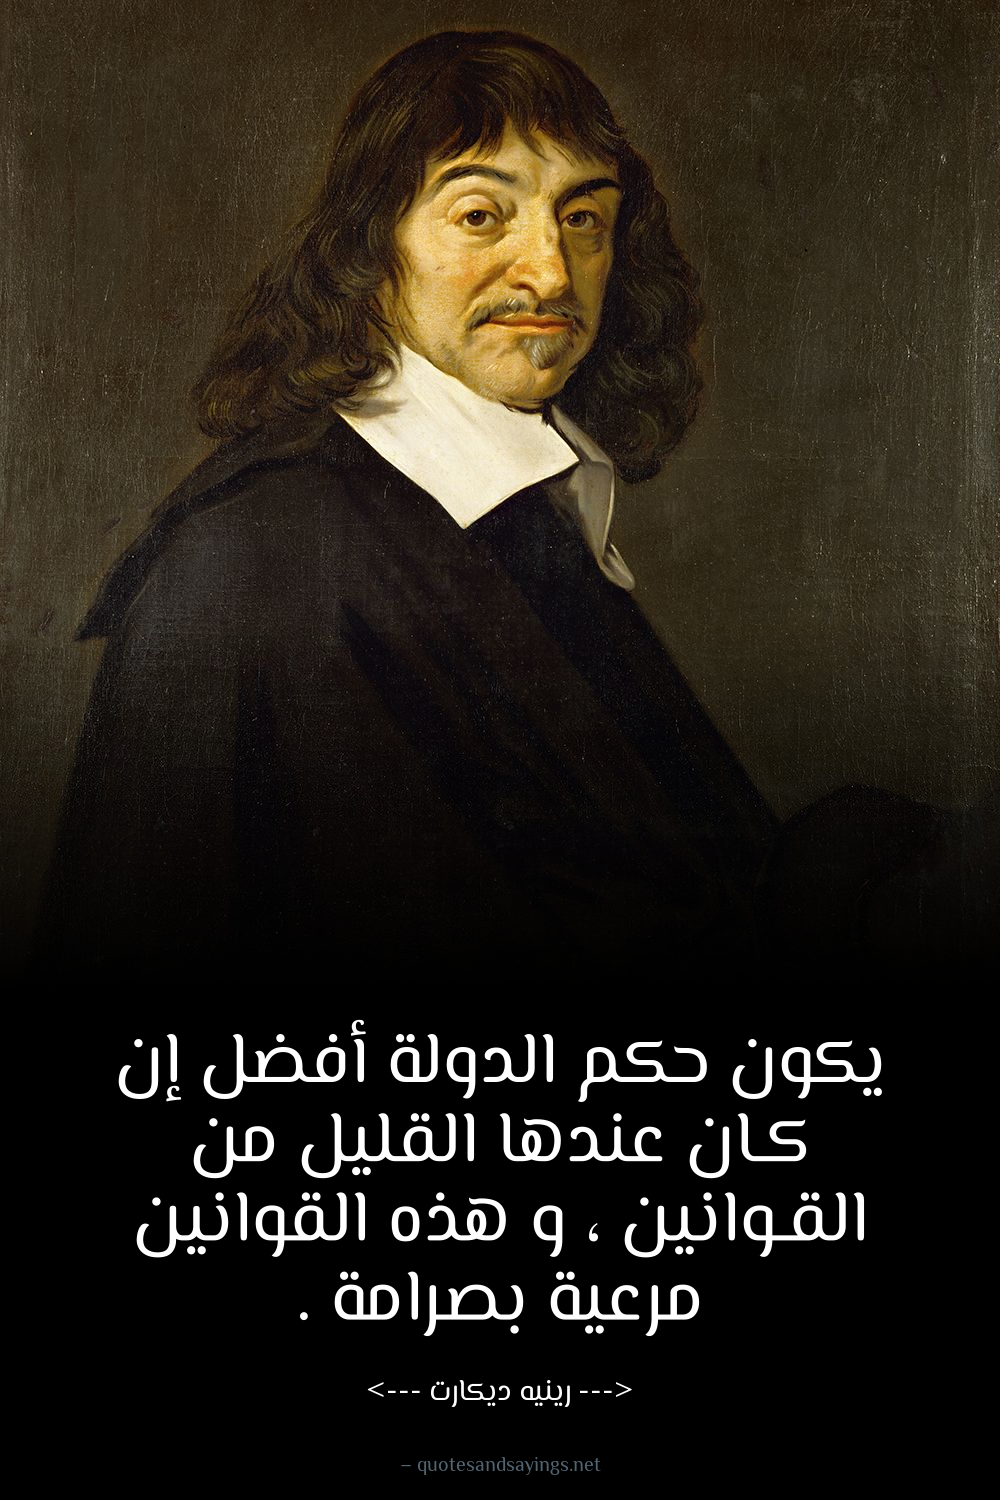 يكون حكم الدولة أفضل إن
كان عندها القليل من
القوانين ، و هذه القوانين
مرعية بصرامة .
<--- رينيه ديكارت --->
– quotesandsayings.net